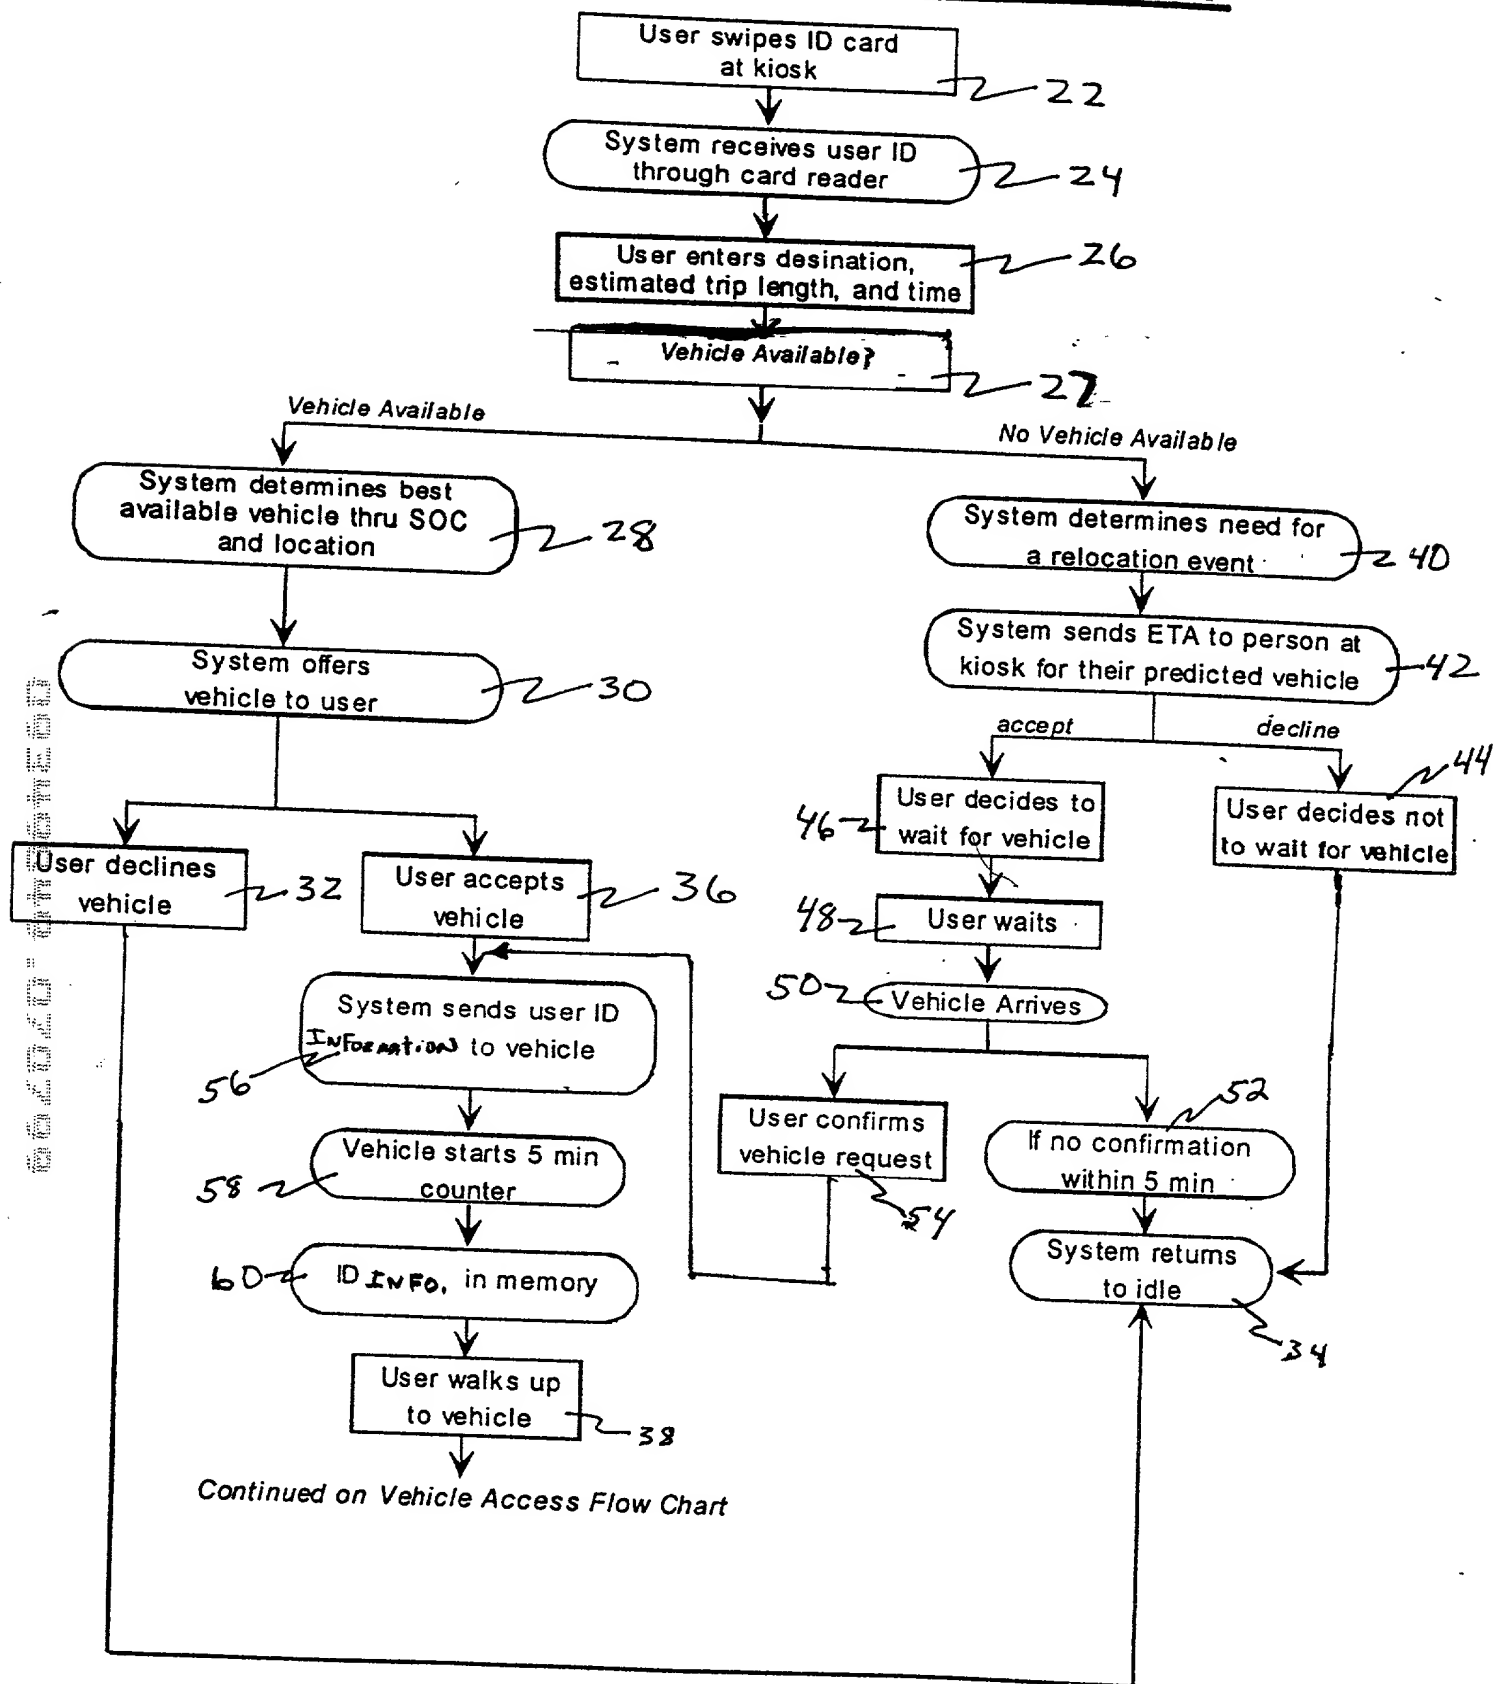 User swipes ID card
at kiosk
22
System receives user ID
through card reader
24
User enters desination,
estimated trip length, and time
26
Vehicle Available?
27
Vehicle Available
No Vehicle Available
System determines best
available vehicle thru SOC
and location
28
System determines need for
a relocation event
40
System offers
vehicle to user
30
System sends ETA to person at
kiosk for their predicted vehicle
42
accept
decline
User declines
vehicle
32
User accepts
vehicle
36
User decides to
wait for vehicle
46
User decides not
to wait for vehicle
44
User waits
48
Vehicle Arrives
50
System sends user ID
INFORMATION to vehicle
56
User confirms
vehicle request
54
If no confirmation
within 5 min
52
Vehicle starts 5 min
counter
58
System returns
to idle
34
ID INFO. in memory
60
User walks up
to vehicle
38
Continued on Vehicle Access Flow Chart